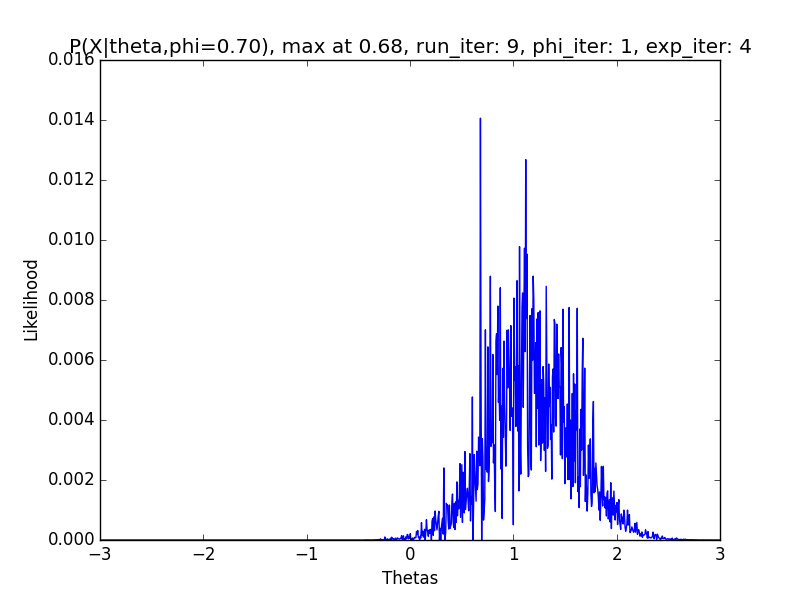 P(X|theta,phi=0.70), max at 0.68, run_iter: 9, phi_iter: 1, exp_iter: 4
0.016
0.014
0.012
0.010
0.008
0.006
0.004
0.002
0.000
Likelihood
−3 −2 −1 0 1 2 3
Thetas